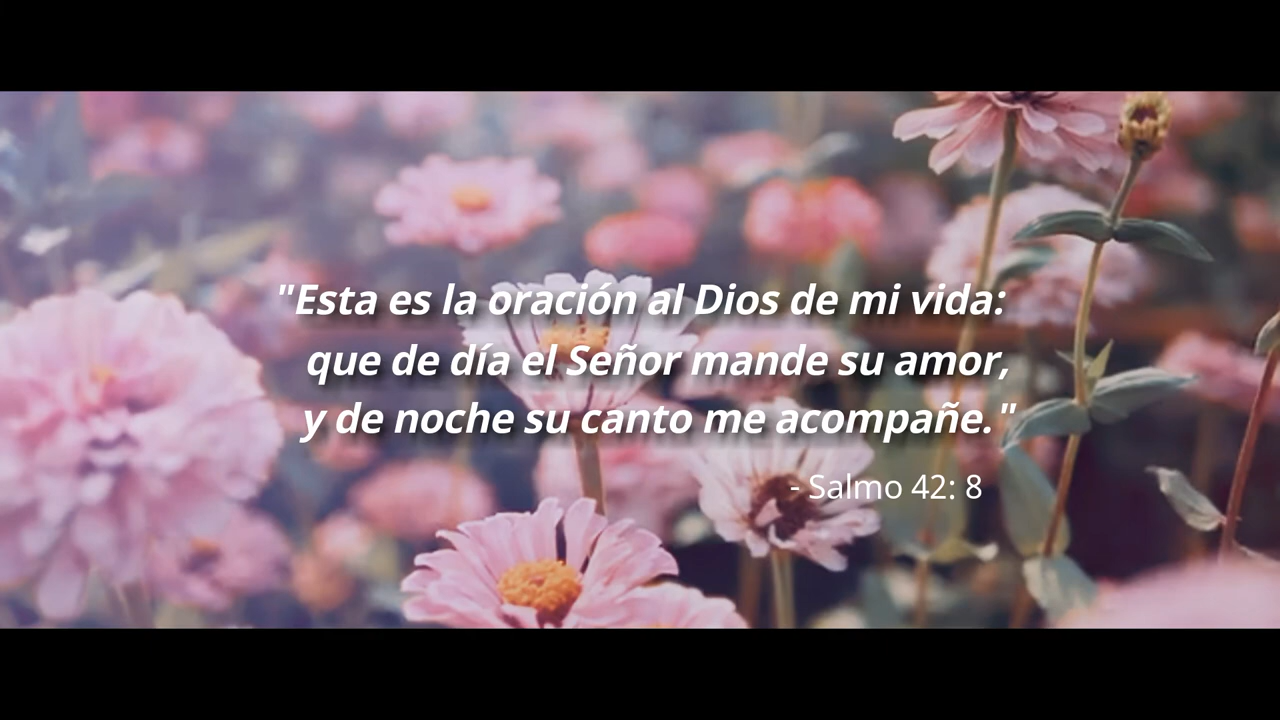 "Esta es la oración al Dios de mi vida:
que de día el Señor mande su amor,
y de noche su canto me acompañe."
- Salmo 42: 8